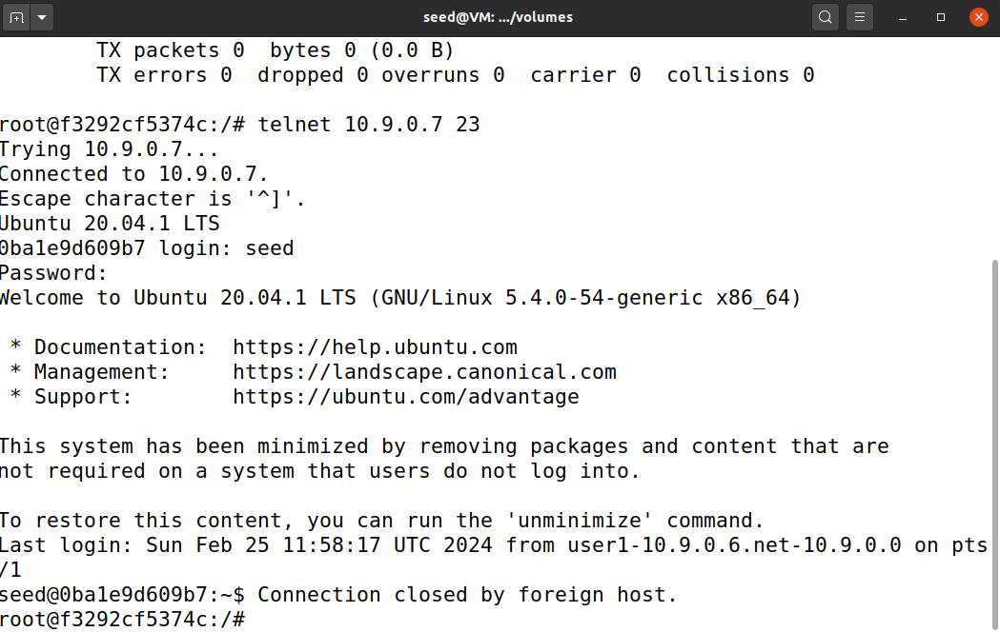 seed@VM: .../volumes
TX packets 0  bytes 0 (0.0 B)
TX errors 0  dropped 0 overruns 0  carrier 0  collisions 0
root@f3292cf5374c:/# telnet 10.9.0.7 23
Trying 10.9.0.7...
Connected to 10.9.0.7.
Escape character is '^]'.
Ubuntu 20.04.1 LTS
0ba1e9d609b7 login: seed
Password:
Welcome to Ubuntu 20.04.1 LTS (GNU/Linux 5.4.0-54-generic x86_64)
* Documentation:  https://help.ubuntu.com
* Management:     https://landscape.canonical.com
* Support:        https://ubuntu.com/advantage
This system has been minimized by removing packages and content that are
not required on a system that users do not log into.
To restore this content, you can run the 'unminimize' command.
Last login: Sun Feb 25 11:58:17 UTC 2024 from user1-10.9.0.6.net-10.9.0.0 on pts
/1
seed@0ba1e9d609b7:~$ Connection closed by foreign host.
root@f3292cf5374c:/#